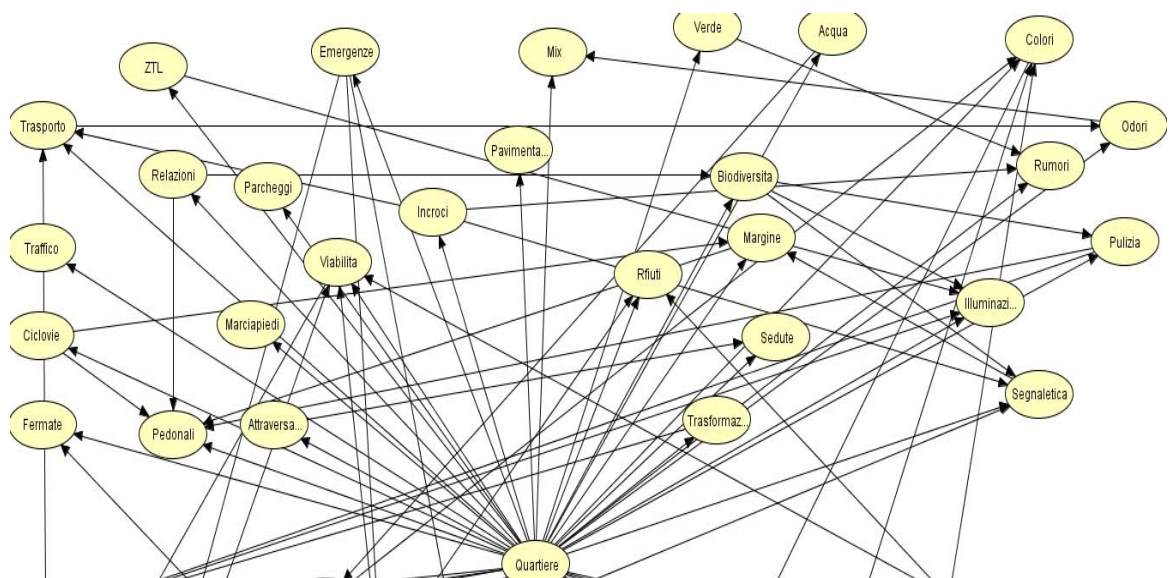 Verde
Acqua
Colori
Emergenze
Mix
ZTL
Trasporto
Odori
Pavimenta...
Relazioni
Parcheggi
Biodiversita
Rumori
Incroci
Traffico
Viabilita
Margine
Pulizia
Rfiuti
Illuminazi...
Ciclovie
Marciapiedi
Sedute
Segnaletica
Fermate
Pedonali
Attraversa...
Trasformaz...
Quartiere